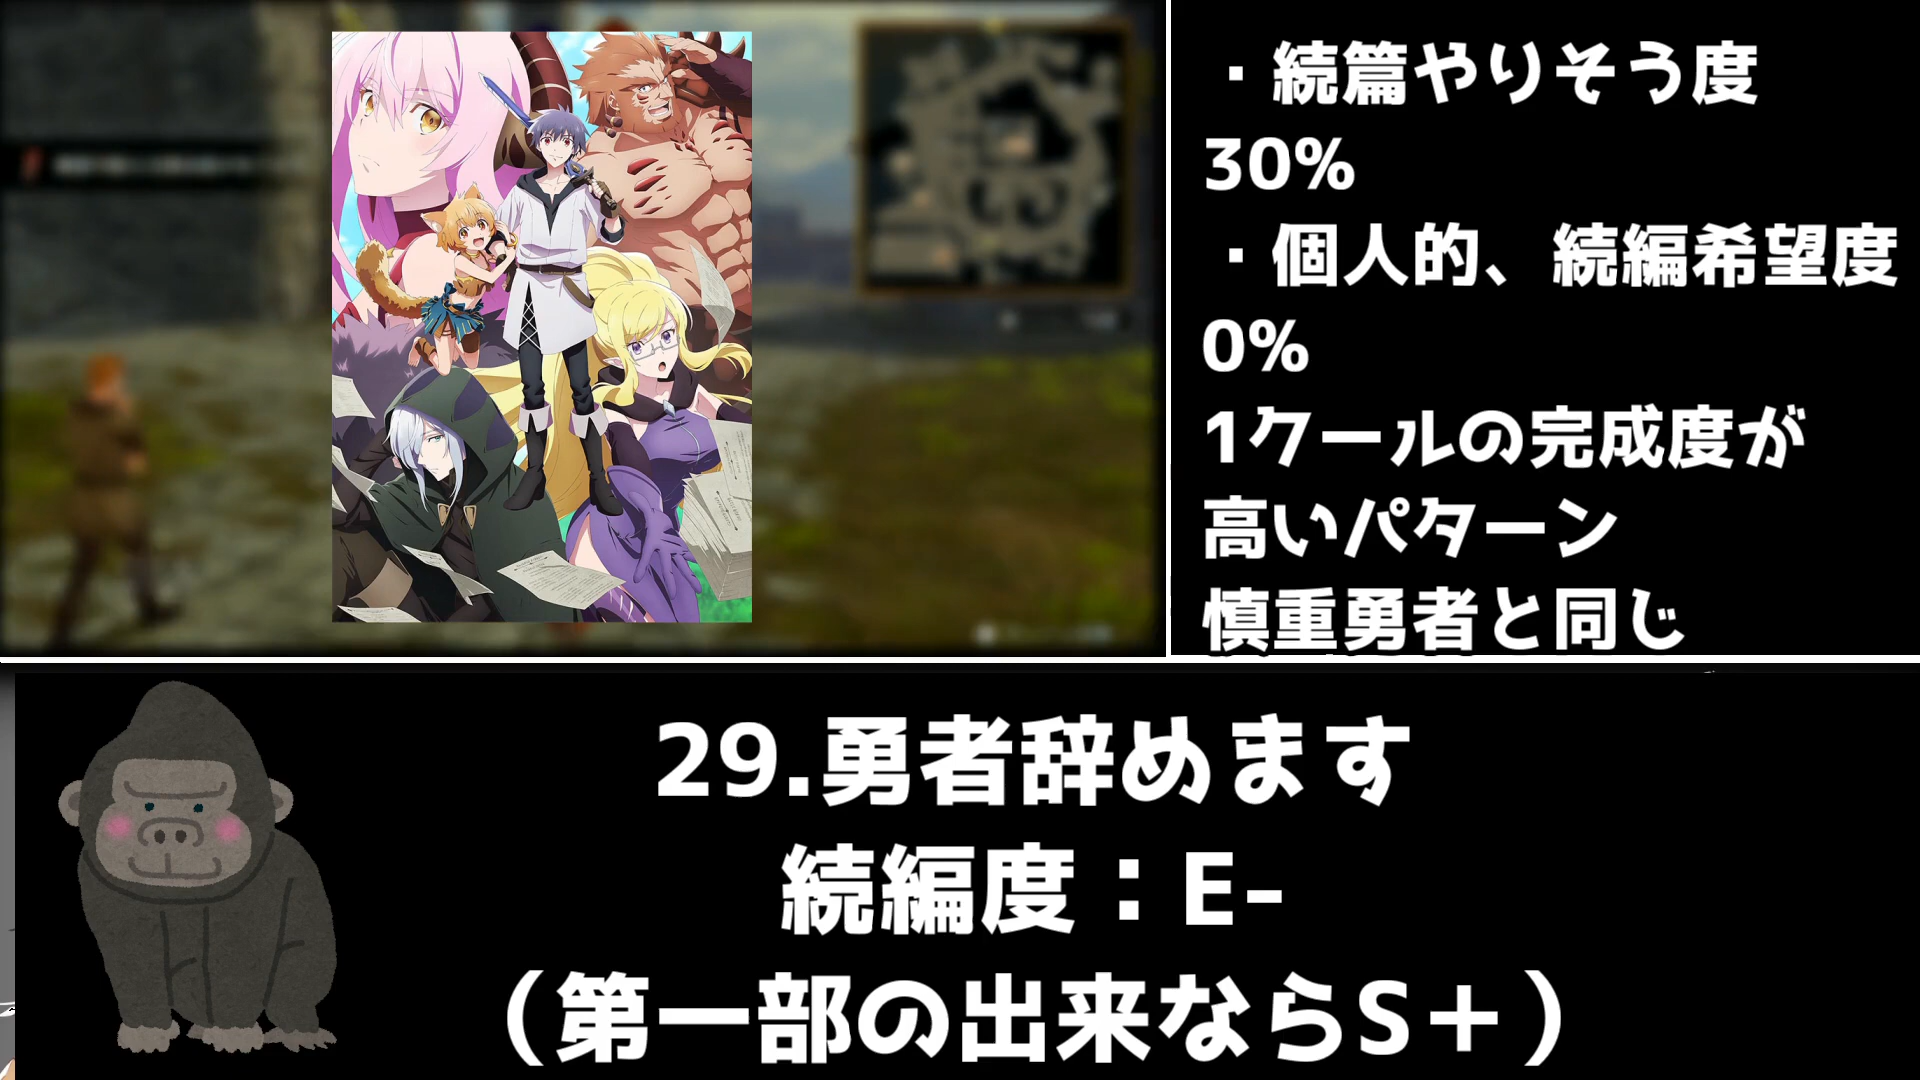 ・続篇やりそう度
30%
・個人的、続編希望度
0%
1クールの完成度が
高いパターン
慎重勇者と同じ
29.勇者辞めます
続編度：E-
（第一部の出来ならS＋）